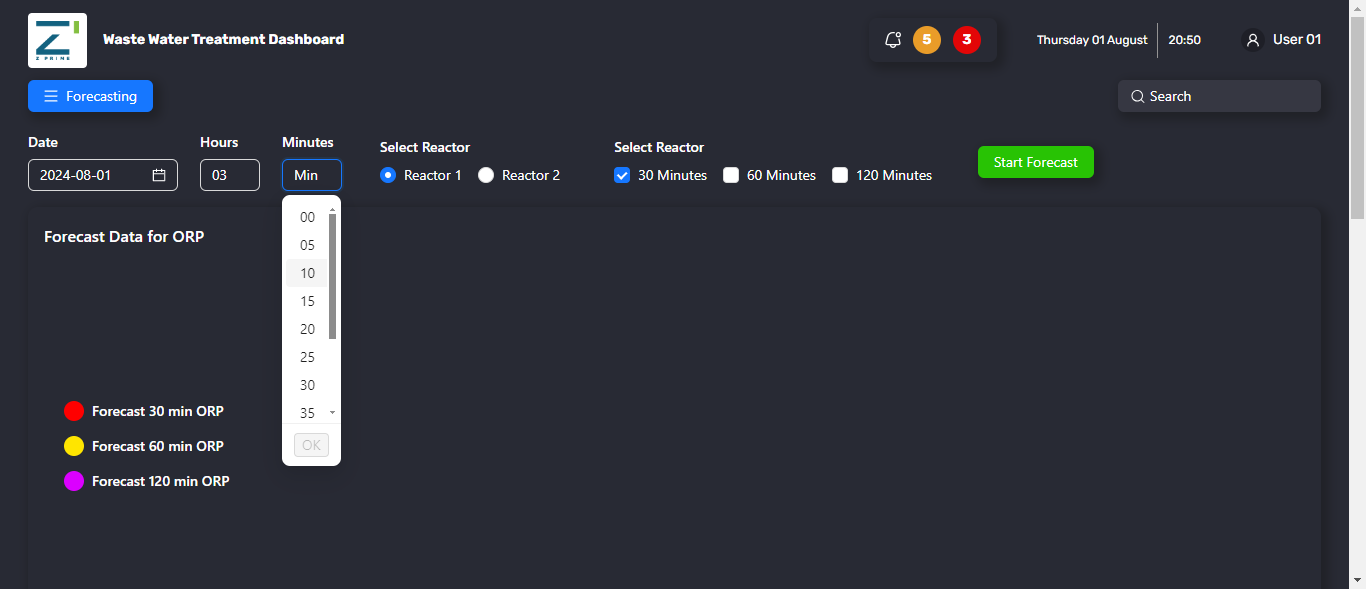 Z PRIME
Waste Water Treatment Dashboard
5
3
Thursday 01 August
20:50
User 01
Forecasting
Search
Date
Hours
Minutes
Select Reactor
Select Reactor
2024-08-01
03
Min
Reactor 1
Reactor 2
30 Minutes
60 Minutes
120 Minutes
Start Forecast
00
05
10
15
20
25
30
35
OK
Forecast Data for ORP
Forecast 30 min ORP
Forecast 60 min ORP
Forecast 120 min ORP